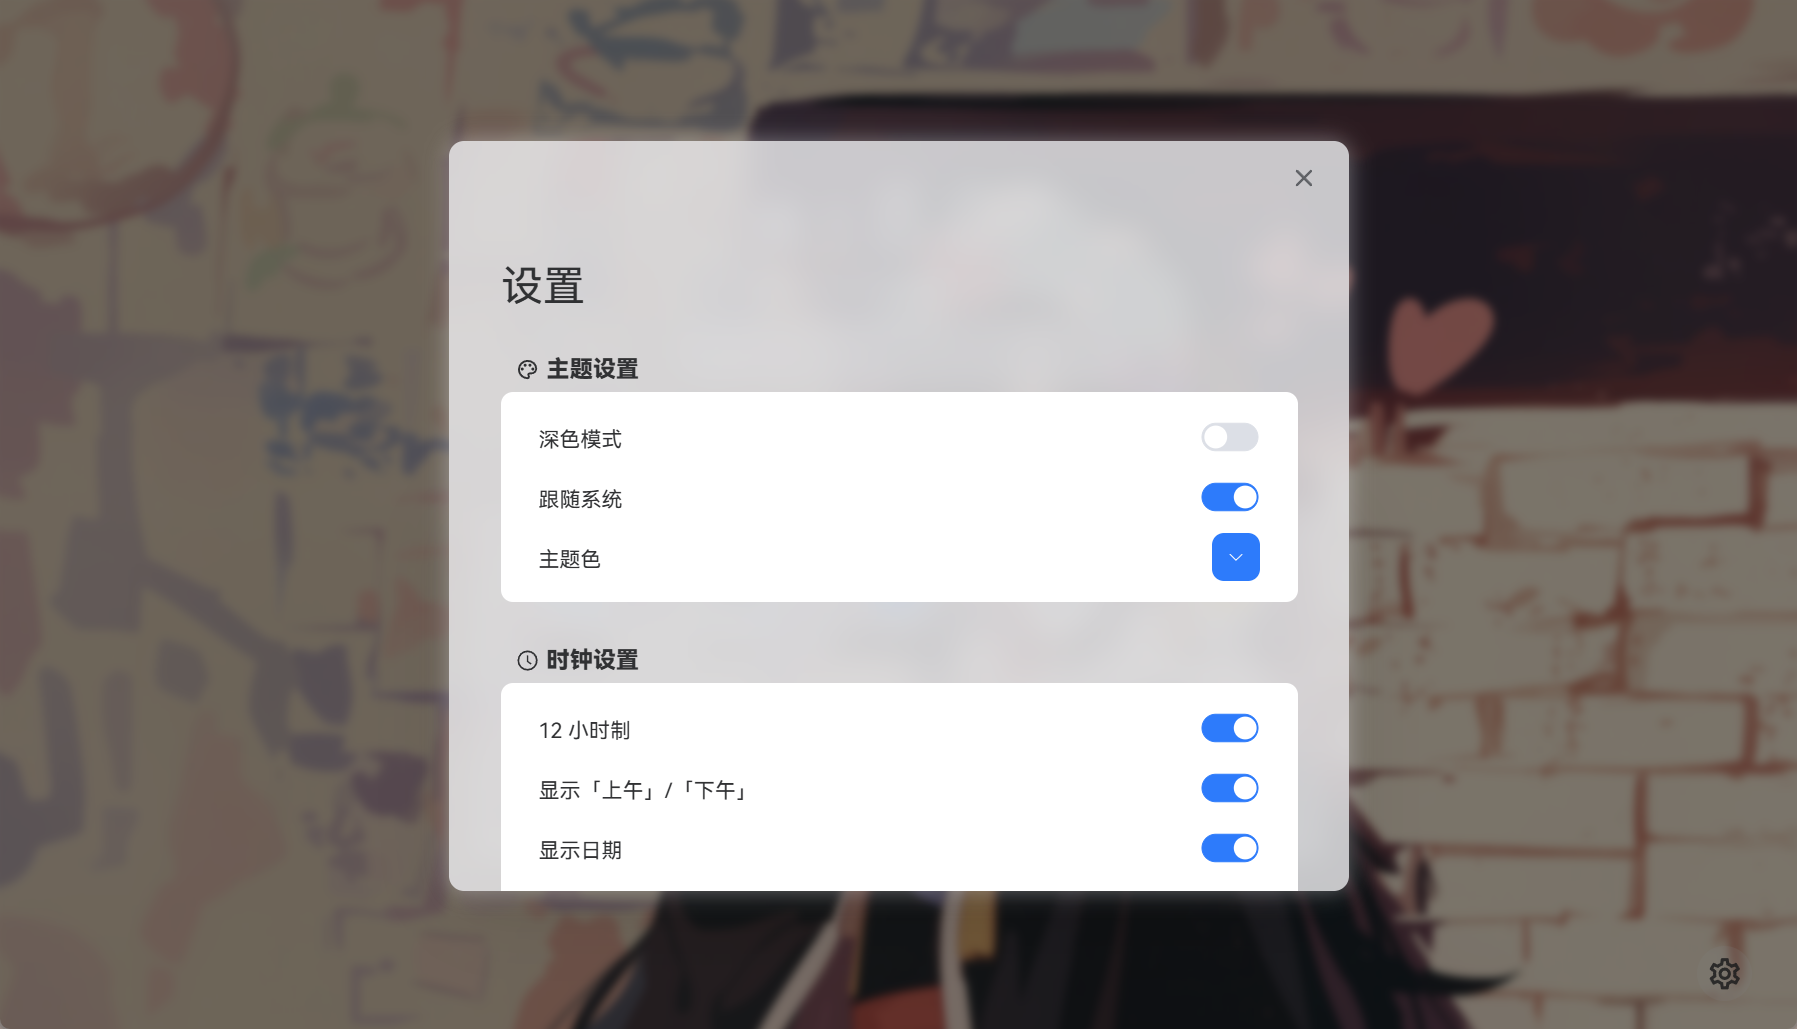 设置
主题设置
深色模式
跟随系统
主题色
时钟设置
12 小时制
显示「上午」/「下午」
显示日期